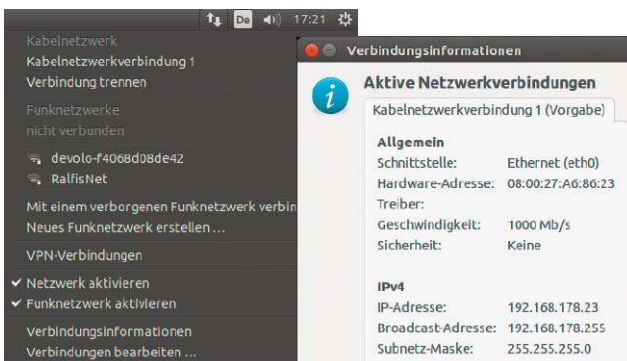 De 17:21
Kabelnetzwerk
Kabelnetzwerkverbindung 1
Verbindung trennen
Funknetzwerke
nicht verbunden
devolo-f4068d08de42
RalfisNet
Mit einem verborgenen Funknetzwerk verbin
Neues Funknetzwerk erstellen ...
VPN-Verbindungen
Netzwerk aktivieren
Funknetzwerk aktivieren
Verbindungsinformationen
Verbindungen bearbeiten ...
Verbindungsinformationen
Aktive Netzwerkverbindungen
Kabelnetzwerkverbindung 1 (Vorgabe)
Allgemein
Schnittstelle: Ethernet (eth0)
Hardware-Adresse: 08:00:27:A6:86:23
Treiber:
Geschwindigkeit: 1000 Mb/s
Sicherheit: Keine
IPv4
IP-Adresse: 192.168.178.23
Broadcast-Adresse: 192.168.178.255
Subnetz-Maske: 255.255.255.0